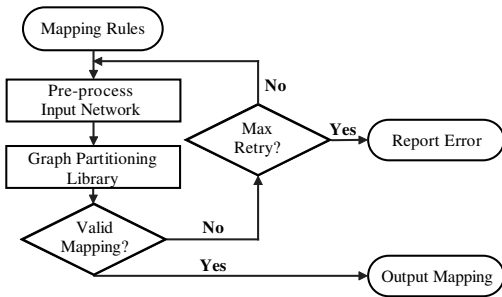 Mapping Rules
No
Pre-process
Input Network
Max
Retry?
Yes
Report Error
Graph Partitioning
Library
Valid
Mapping?
No
Yes
Output Mapping